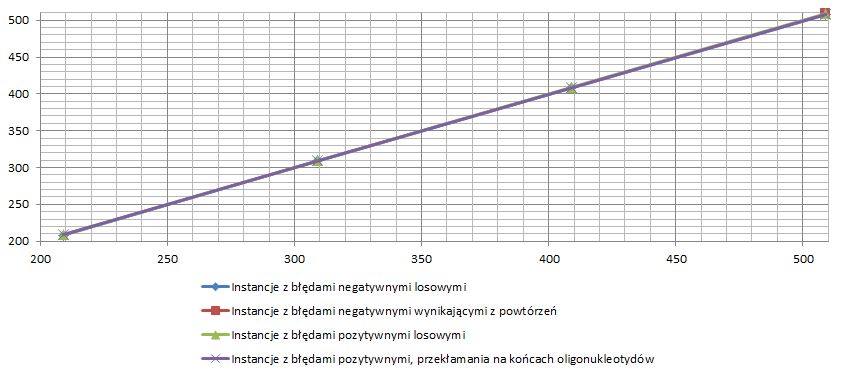 500
450
400
350
300
250
200
200 250 300 350 400 450 500
Instancje z błędami negatywnymi losowymi
Instancje z błędami negatywnymi wynikającymi z powtórzeń
Instancje z błędami pozytywnymi losowymi
Instancje z błędami pozytywnymi, przekłamania na końcach oligonukleotydów